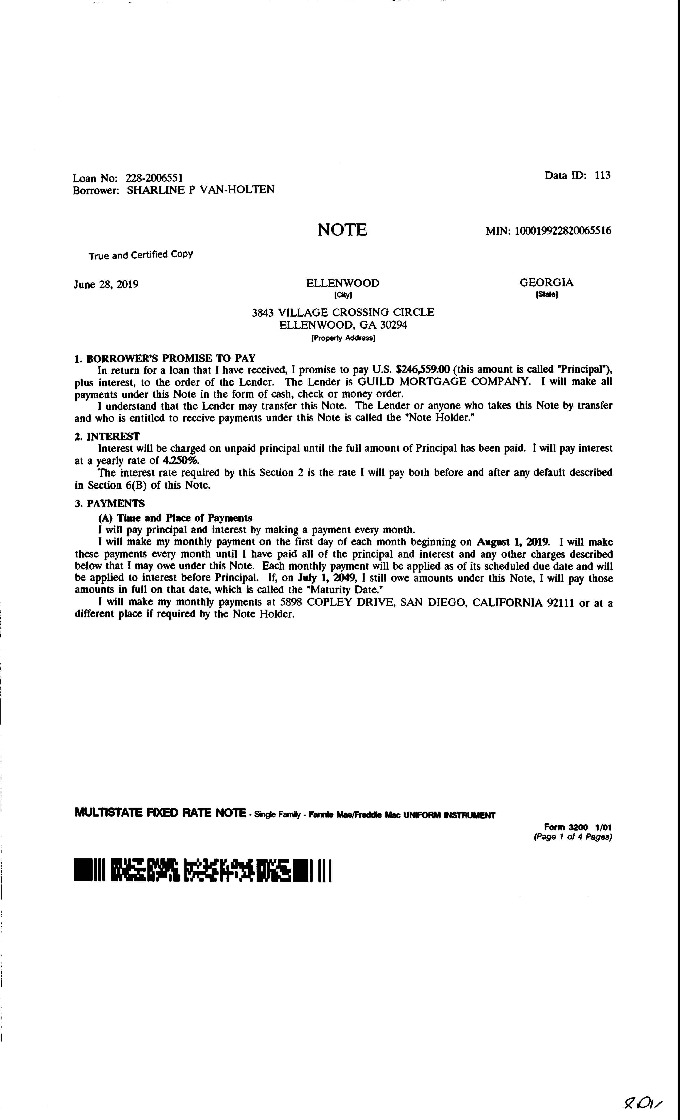 Loan No: 228-2006551
Data ID: 113
Borrower: SHARLINE P VAN-HOLTEN
NOTE
MIN: 100019922820065516
True and Certified Copy
June 28, 2019
ELLENWOOD
GEORGIA
[City]
[State]
3843 VILLAGE CROSSING CIRCLE
ELLENWOOD, GA 30294
[Property Address]
1. BORROWER'S PROMISE TO PAY
In return for a loan that I have received, I promise to pay U.S. $246,559.00 (this amount is called "Principal"),
plus interest, to the order of the Lender. The Lender is GUILD MORTGAGE COMPANY. I will make all
payments under this Note in the form of cash, check or money order.
I understand that the Lender may transfer this Note. The Lender or anyone who takes this Note by transfer
and who is entitled to receive payments under this Note is called the "Note Holder."
2. INTEREST
Interest will be charged on unpaid principal until the full amount of Principal has been paid. I will pay interest
at a yearly rate of 4.250%.
The interest rate required by this Section 2 is the rate I will pay both before and after any default described
in Section 6(B) of this Note.
3. PAYMENTS
(A) Time and Place of Payments
I will pay principal and interest by making a payment every month.
I will make my monthly payment on the first day of each month beginning on August 1, 2019. I will make
these payments every month until I have paid all of the principal and interest and any other charges described
below that I may owe under this Note. Each monthly payment will be applied as of its scheduled due date and will
be applied to interest before Principal. If, on July 1, 2049, I still owe amounts under this Note, I will pay those
amounts in full on that date, which is called the "Maturity Date."
I will make my monthly payments at 5898 COPLEY DRIVE, SAN DIEGO, CALIFORNIA 92111 or at a
different place if required by the Note Holder.
MULTISTATE FIXED RATE NOTE - Single Family - Fannie Mae/Freddie Mac UNIFORM INSTRUMENT
Form 3200 1/01
(Page 1 of 4 Pages)